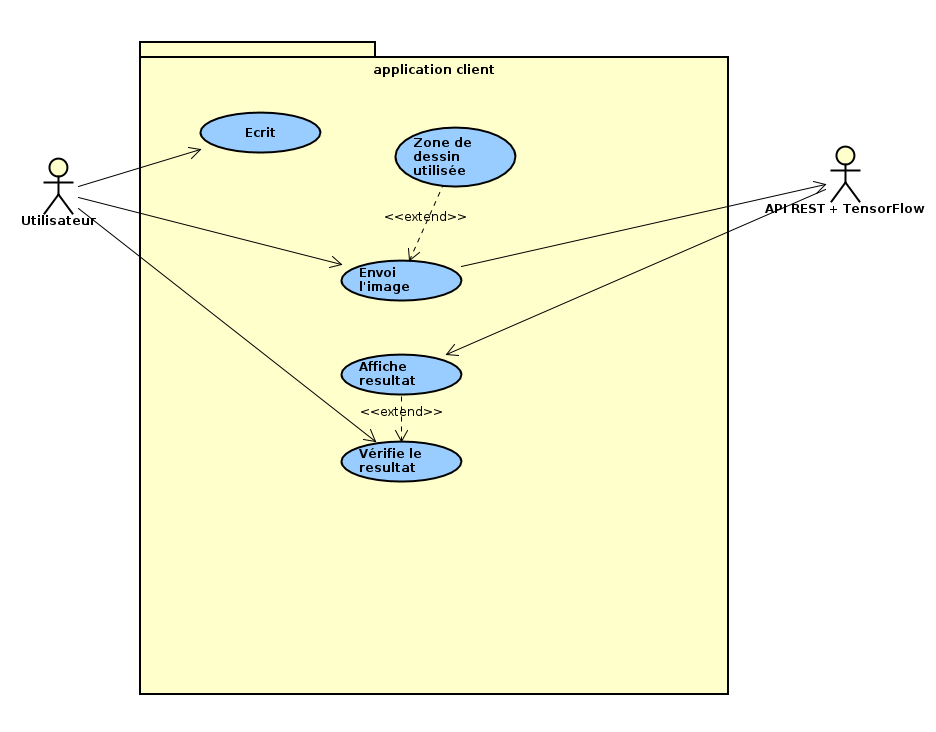 application client
Ecrit
Zone de
dessin
utilisée
Utilisateur
API REST + TensorFlow
<<extend>>
Envoi
l'image
Affiche
resultat
<<extend>>
Vérifie le
resultat